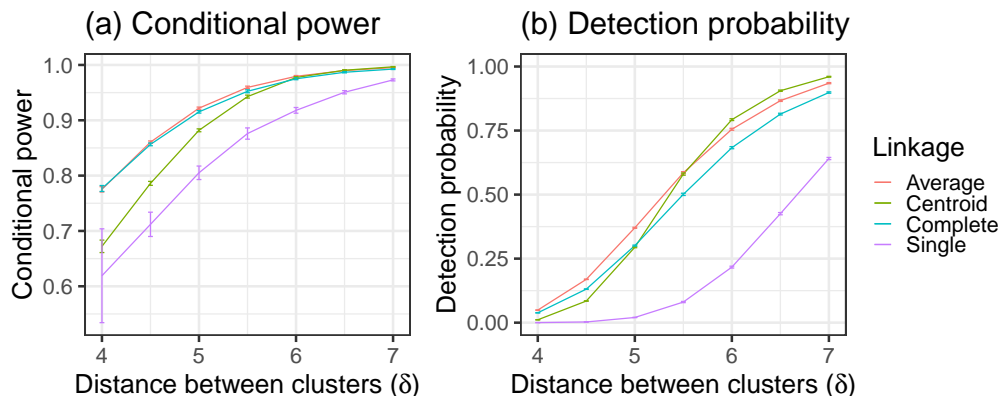 (a) Conditional power
Conditional power
1.0
0.9
0.8
0.7
0.6
4
5
6
7
Distance between clusters (δ)
(b) Detection probability
Detection probability
1.00
0.75
0.50
0.25
0.00
4
5
6
7
Distance between clusters (δ)
Linkage
Average
Centroid
Complete
Single